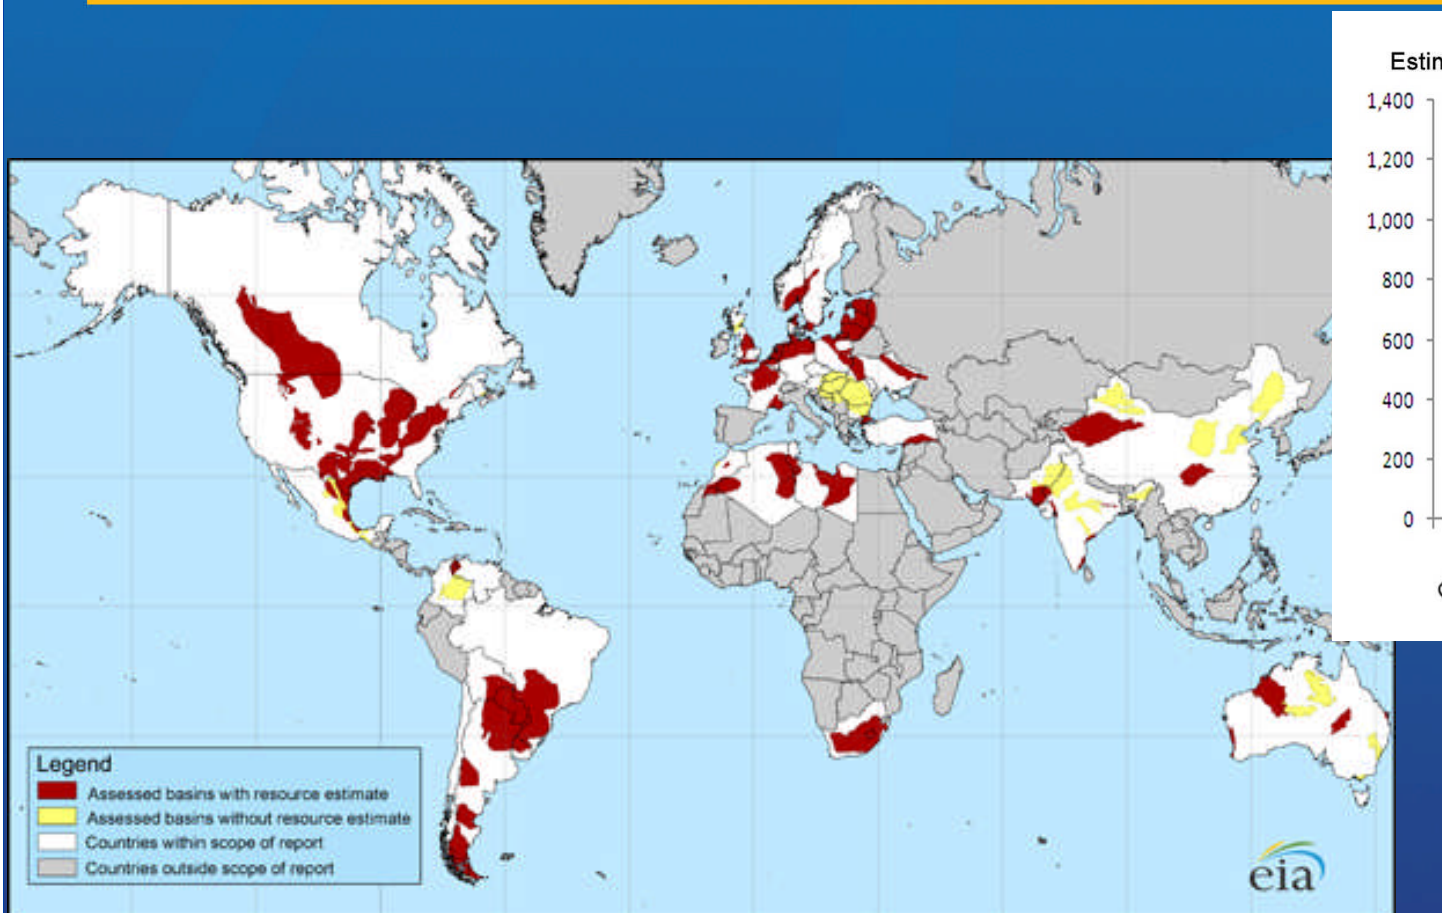 Estin
1,400
1,200
1,000
800
600
400
200
0
Legend
Assessed basins with resource estimate
Assessed basins without resource estimate
Countries within scope of report
Countries outside scope of report
eia